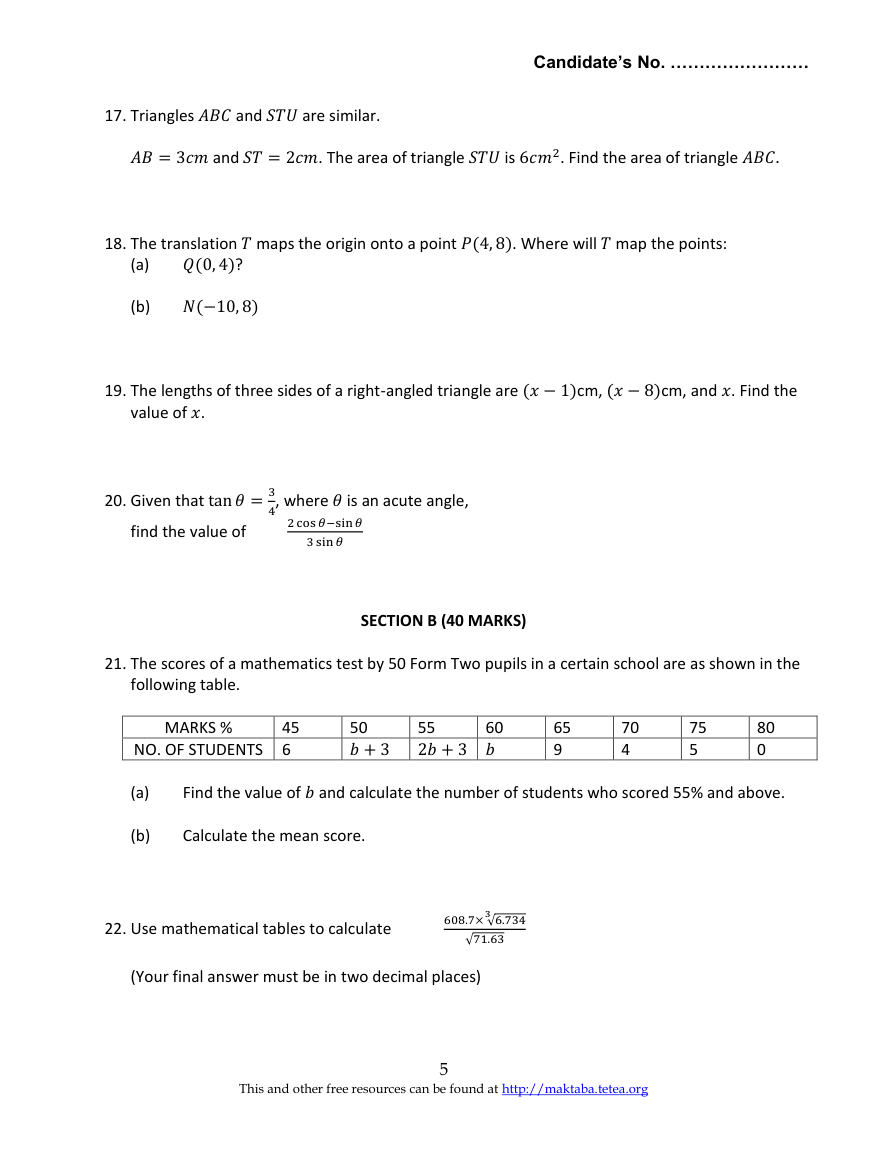 Candidate’s No. ……………………
17. Triangles 𝐴𝐵𝐶 and 𝑆𝑇𝑈 are similar.
𝐴𝐵 = 3𝑐𝑚 and 𝑆𝑇 = 2𝑐𝑚. The area of triangle 𝑆𝑇𝑈 is 6𝑐𝑚². Find the area of triangle 𝐴𝐵𝐶.
18. The translation 𝑇 maps the origin onto a point 𝑃(4, 8). Where will 𝑇 map the points:
(a) 𝑄(0, 4)?
(b) 𝑁(−10, 8)
19. The lengths of three sides of a right-angled triangle are (𝑥 − 1)cm, (𝑥 − 8)cm, and 𝑥. Find the
value of 𝑥.
20. Given that tan 𝜃 = 3/4, where 𝜃 is an acute angle,
find the value of (2 cos 𝜃−sin 𝜃)/(3 sin 𝜃)
SECTION B (40 MARKS)
21. The scores of a mathematics test by 50 Form Two pupils in a certain school are as shown in the
following table.
MARKS % 45 50 55 60 65 70 75 80
NO. OF STUDENTS 6 𝑏 + 3 2𝑏 + 3 𝑏 9 4 5 0
(a) Find the value of 𝑏 and calculate the number of students who scored 55% and above.
(b) Calculate the mean score.
22. Use mathematical tables to calculate (608.7×∛6.734)/(√71.63)
(Your final answer must be in two decimal places)
5
This and other free resources can be found at http://maktaba.tetea.org